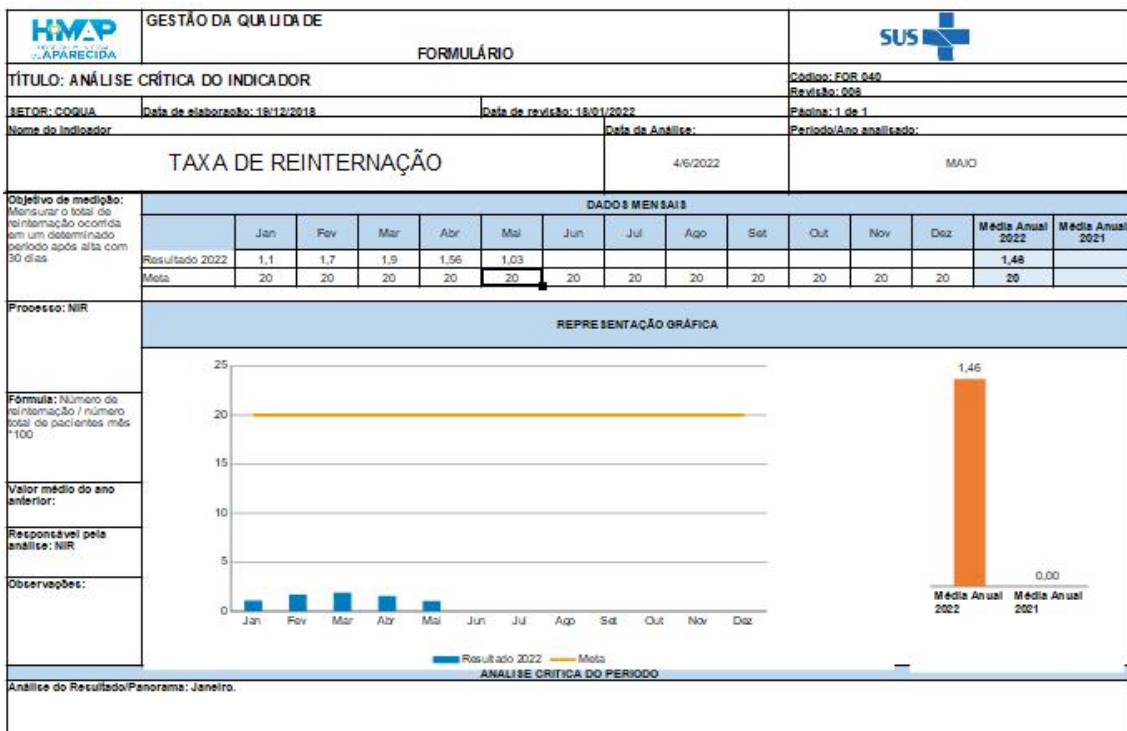 HMAP
APARECIDA
GESTÃO DA QUALIDADE
FORMULÁRIO
SUS
TÍTULO: ANÁLISE CRÍTICA DO INDICADOR
Código: FOR 040
Revisão: 006
SETOR: COQUA
Data de elaboração: 19/12/2018
Data de revisão: 18/01/2022
Página: 1 de 1
Nome do Indicador
Data da Análise:
Período/Ano analisado:
TAXA DE REINTERNAÇÃO
4/6/2022
MAIO
Objetivo de medição:
Mensurar o total de
reinternação ocorrida
em um determinado
período após alta com
30 dias
DADOS MENSAIS
Jan Fev Mar Abr Mai Jun Jul Ago Set Out Nov Dez Média Anual 2022 Média Anual 2021
Resultado 2022 1,1 1,7 1,9 1,56 1,03 1,46
Meta 20 20 20 20 20 20 20 20 20 20 20 20 20
Processo: NIR
REPRESENTAÇÃO GRÁFICA
Fórmula: Número de
reinternação / número
total de pacientes mês
*100
Valor médio do ano
anterior:
Responsável pela
análise: NIR
Observações:
25
20
15
10
5
0
Jan Fev Mar Abr Mai Jun Jul Ago Set Out Nov Dez
Resultado 2022 Meta
1,46
0,00
Média Anual
2022
Média Anual
2021
ANALISE CRITICA DO PERIODO
Análise do Resultado/Panorama: Janeiro.